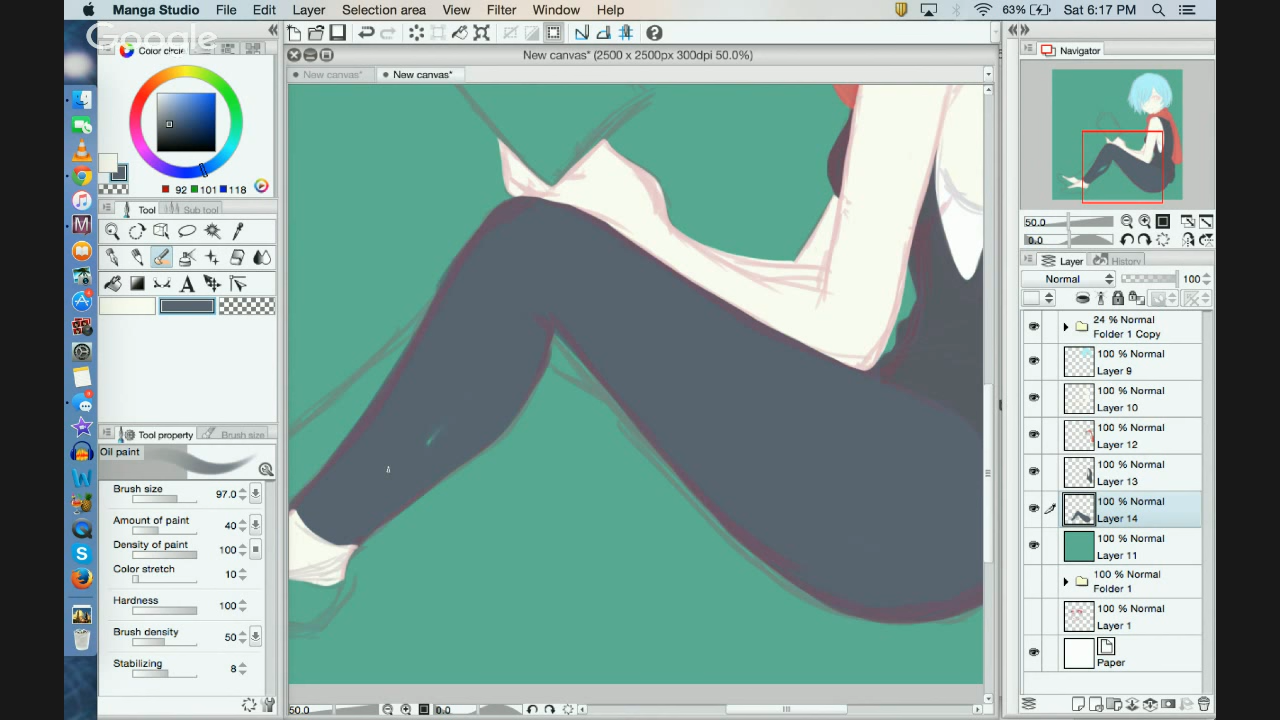 Manga Studio File Edit Layer Selection area View Filter Window Help
63% Sat 6:17 PM
Google
Color circle
New canvas* (2500 x 2500px 300dpi 50.0%)
New canvas*
New canvas*
92 101 118
Tool
Sub tool
Tool property
Brush size
Oil paint
Brush size 97.0
Amount of paint 40
Density of paint 100
Color stretch 10
Hardness 100
Brush density 50
Stabilizing 8
50.0
0.0
Navigator
50.0
0.0
Layer
History
Normal 100
24 % Normal
Folder 1 Copy
100 % Normal
Layer 9
100 % Normal
Layer 10
100 % Normal
Layer 12
100 % Normal
Layer 13
100 % Normal
Layer 14
100 % Normal
Layer 11
100 % Normal
Folder 1
100 % Normal
Layer 1
Paper